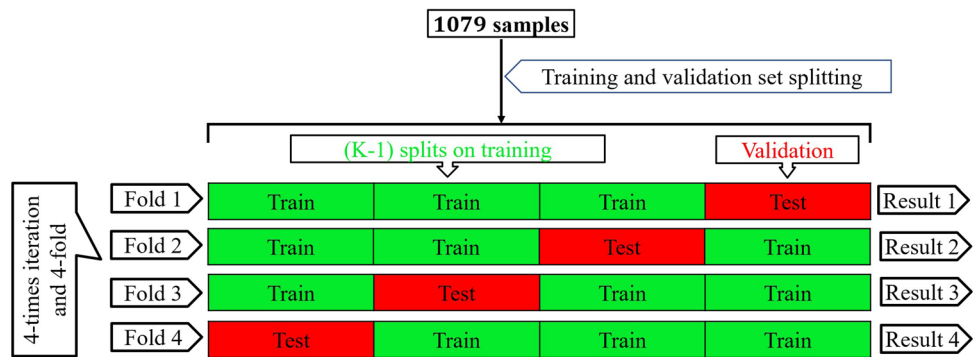 1079 samples
Training and validation set splitting
(K-1) splits on training
Validation
4-times iteration
and 4-fold
Fold 1 Train Train Train Test Result 1
Fold 2 Train Train Test Train Result 2
Fold 3 Train Test Train Train Result 3
Fold 4 Test Train Train Train Result 4